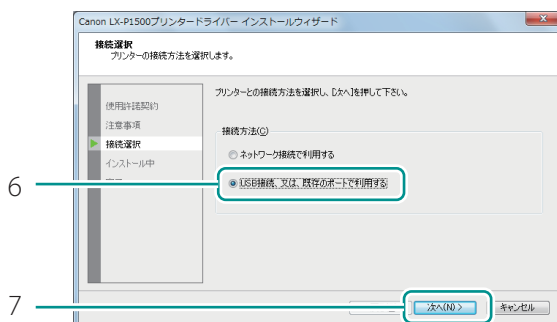 Canon LX-P1500プリンタードライバー インストールウィザード
接続選択
プリンターの接続方法を選択します。
使用許諾契約
注意事項
接続選択
インストール中
プリンターとの接続方法を選択し、[次へ]を押して下さい。
接続方法(C)
ネットワーク接続で利用する
6
USB接続、又は、既存のポートで利用する
7
次へ(N) >
キャンセル